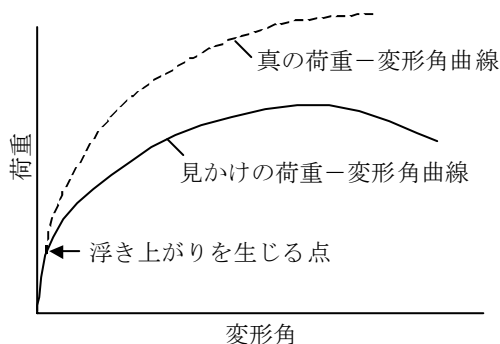 真の荷重－変形角曲線
見かけの荷重－変形角曲線
浮き上がりを生じる点
荷重
変形角